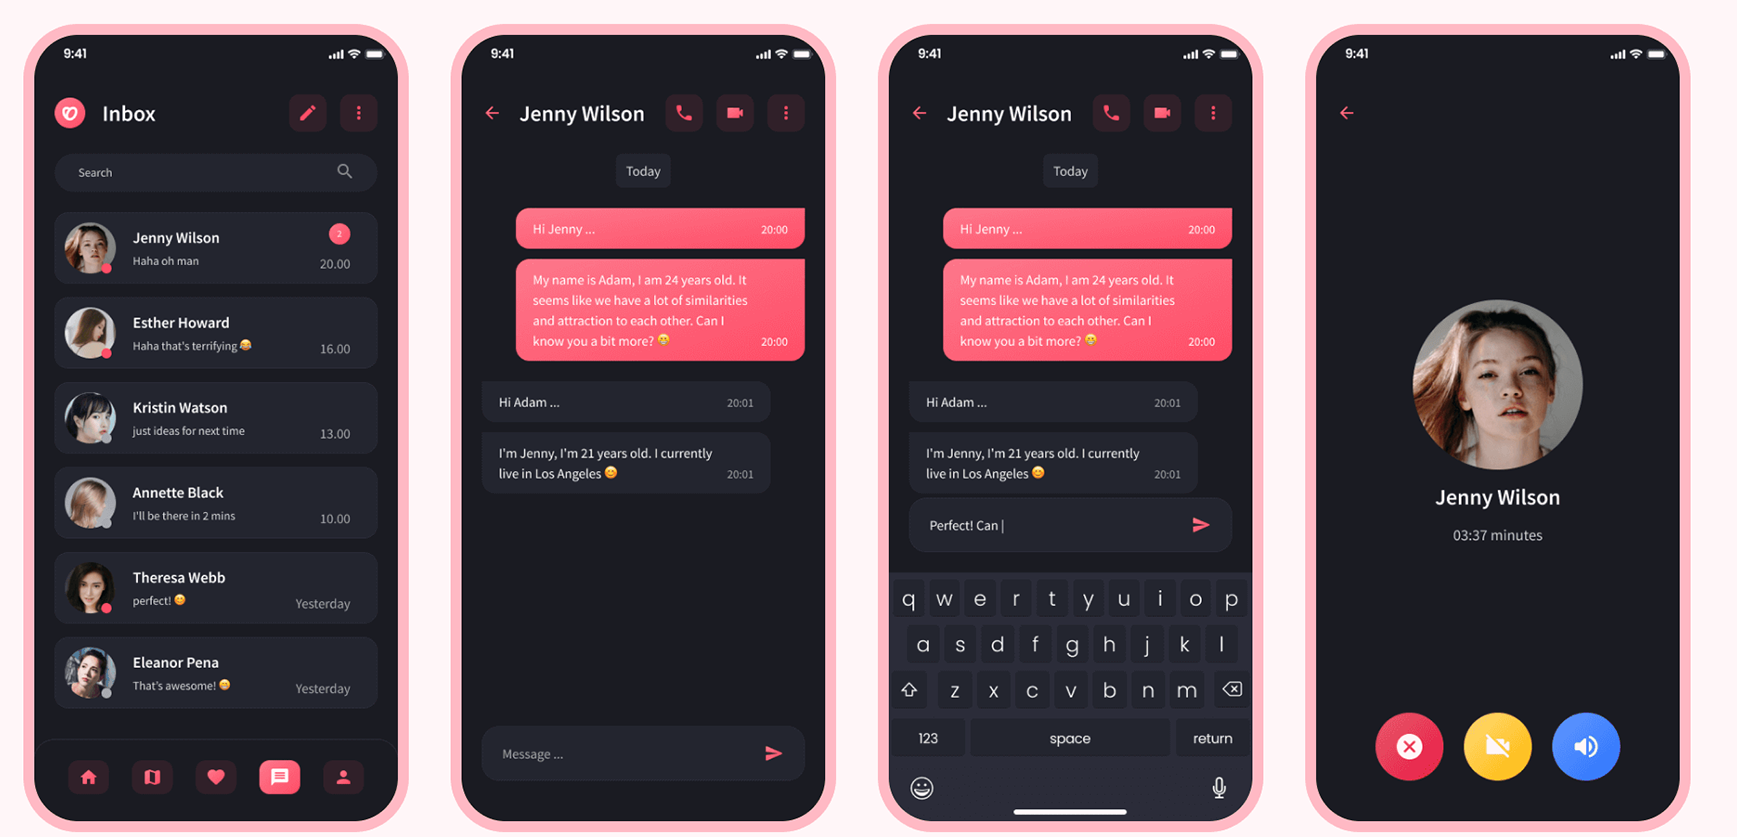 9:41
Inbox
Search
Jenny Wilson
2
Haha oh man
20.00
Esther Howard
Haha that's terrifying 😂
16.00
Kristin Watson
just ideas for next time
13.00
Annette Black
I'll be there in 2 mins
10.00
Theresa Webb
perfect! 😊
Yesterday
Eleanor Pena
That's awesome! 😁
Yesterday
9:41
Jenny Wilson
Today
Hi Jenny ...
20:00
My name is Adam, I am 24 years old. It
seems like we have a lot of similarities
and attraction to each other. Can I
know you a bit more? 😁
20:00
Hi Adam ...
20:01
I'm Jenny, I'm 21 years old. I currently
live in Los Angeles 😊
20:01
Message ...
9:41
Jenny Wilson
Today
Hi Jenny ...
20:00
My name is Adam, I am 24 years old. It
seems like we have a lot of similarities
and attraction to each other. Can I
know you a bit more? 😁
20:00
Hi Adam ...
20:01
I'm Jenny, I'm 21 years old. I currently
live in Los Angeles 😊
20:01
Perfect! Can |
q w e r t y u i o p
a s d f g h j k l
z x c v b n m
123 space return
9:41
Jenny Wilson
03:37 minutes